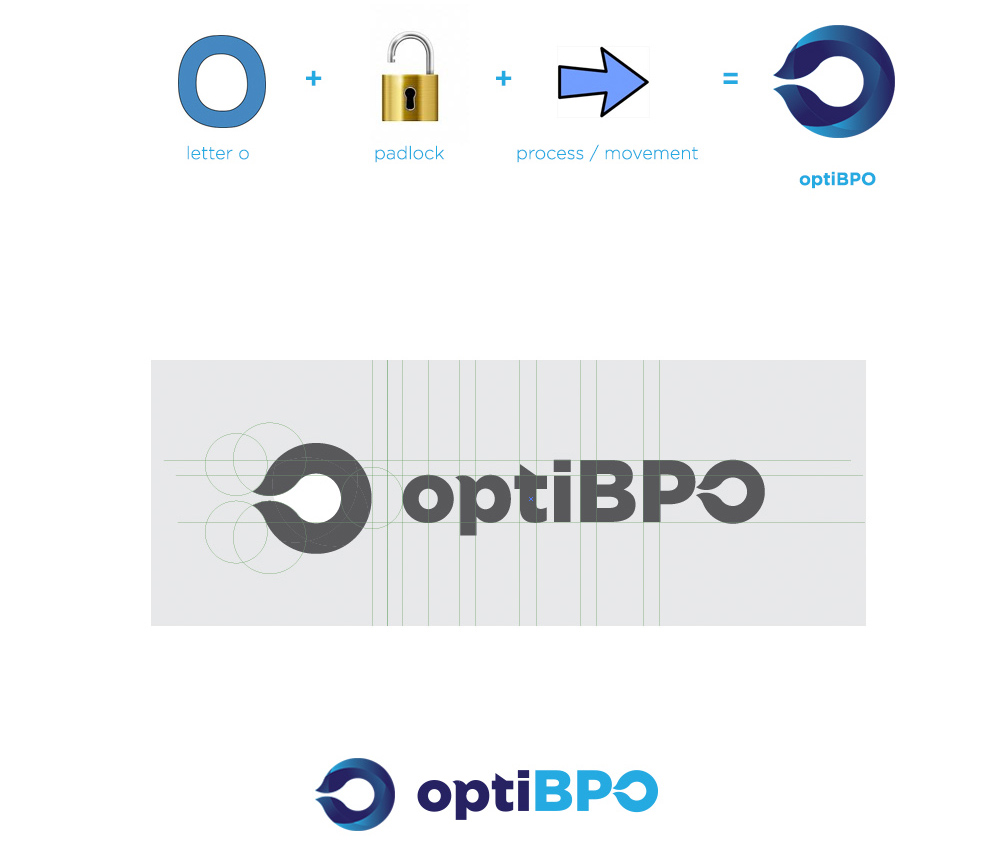 O + + =
letter o
padlock
process / movement
optiBPO
optiBPO
optiBPO